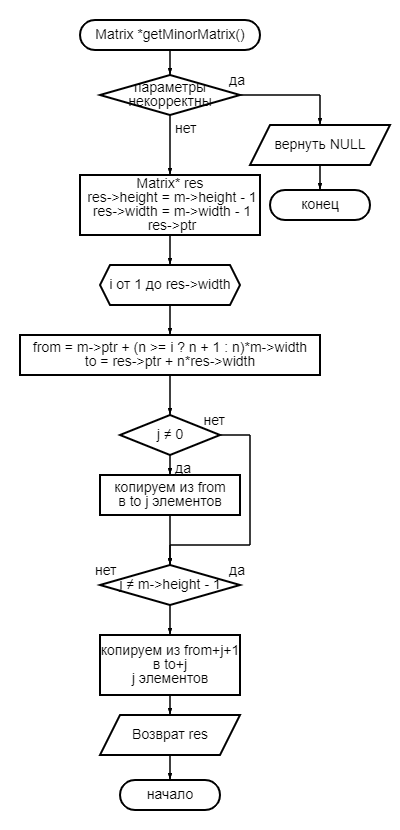 Matrix *getMinorMatrix()
параметры
некорректны
да
нет
вернуть NULL
конец
Matrix* res
res->height = m->height - 1
res->width = m->width - 1
res->ptr
i от 1 до res->width
from = m->ptr + (n >= i ? n + 1 : n)*m->width
to = res->ptr + n*res->width
j ≠ 0
нет
да
копируем из from
в to j элементов
нет
j ≠ m->height - 1
да
копируем из from+j+1
в to+j
j элементов
Возврат res
начало